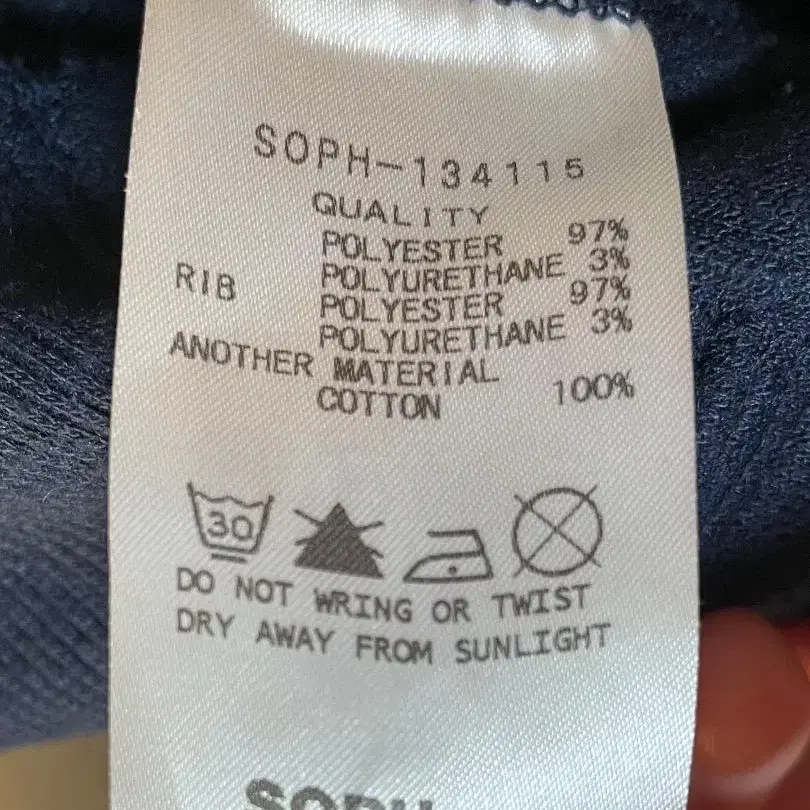 SOPH-134115
QUALITY
POLYESTER 97%
POLYURETHANE 3%
RIB POLYESTER 97%
POLYURETHANE 3%
ANOTHER MATERIAL
COTTON 100%
30
DO NOT WRING OR TWIST
DRY AWAY FROM SUNLIGHT
SOPH